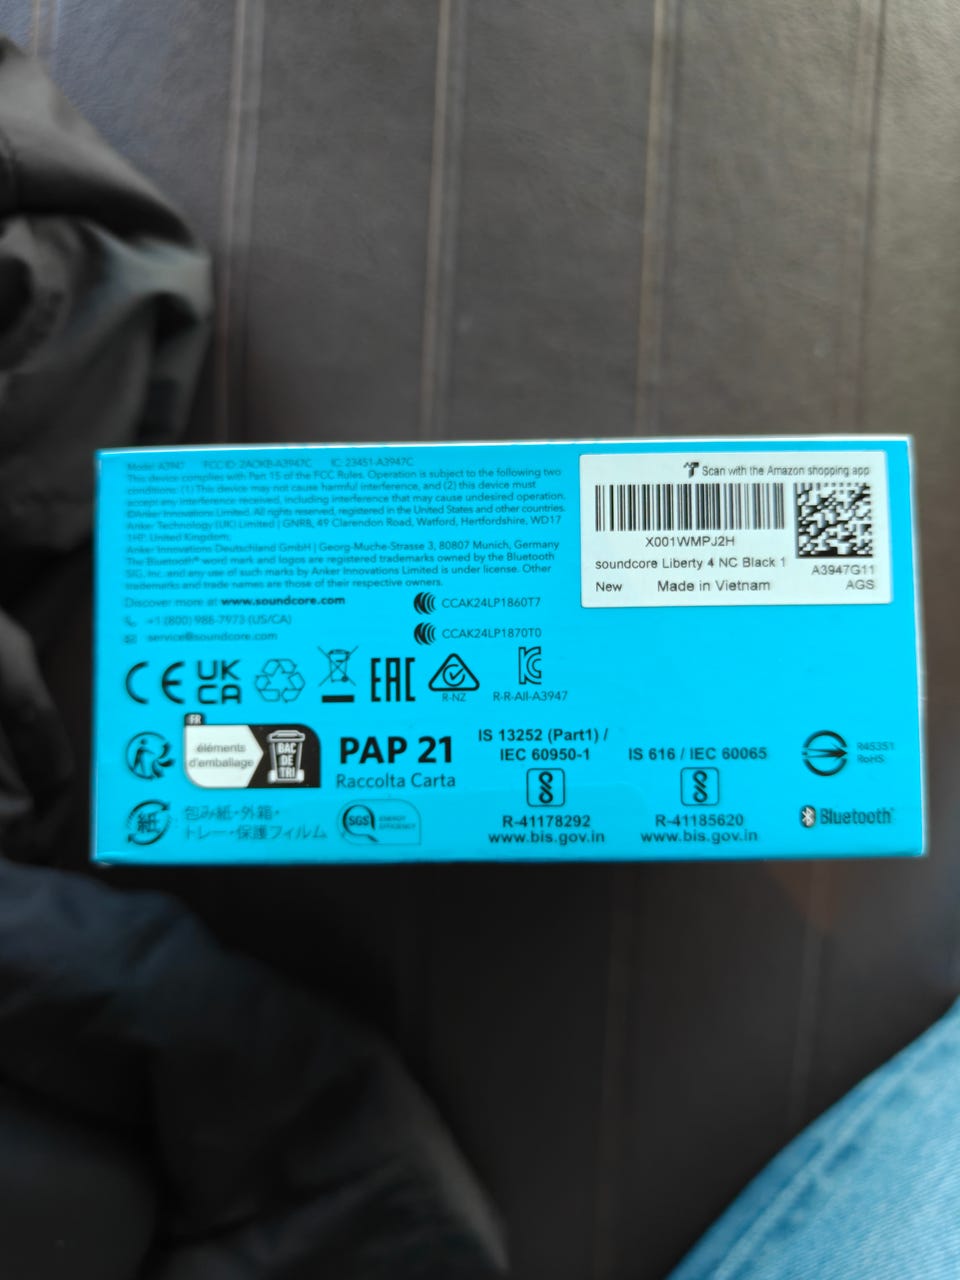 Model: A3947 FCC ID: 2AOKB-A3947C IC: 23451-A3947C
This device complies with Part 15 of the FCC Rules. Operation is subject to the following two
conditions: (1) This device may not cause harmful interference, and (2) this device must
accept any interference received, including interference that may cause undesired operation.
©Anker Innovations Limited. All rights reserved, registered in the United States and other countries.
Anker Technology (UK) Limited | GNR8, 49 Clarendon Road, Watford, Hertfordshire, WD17
1HP, United Kingdom;
Anker Innovations Deutschland GmbH | Georg-Muche-Strasse 3, 80807 Munich, Germany
The Bluetooth® word mark and logos are registered trademarks owned by the Bluetooth
SIG, Inc. and any use of such marks by Anker Innovations Limited is under license. Other
trademarks and trade names are those of their respective owners.
Discover more at www.soundcore.com
+1 (800) 988-7973 (US/CA)
service@soundcore.com
CCAK24LP1860T7
CCAK24LP1870T0
Scan with the Amazon shopping app
X001WMPJ2H
soundcore Liberty 4 NC Black 1
A3947G11
New Made in Vietnam AGS
CE UK CA EAC
R-NZ
R-R-AII-A3947
FR
éléments
d'emballage
BAC
DE
TRI
PAP 21
Raccolta Carta
IS 13252 (Part1) /
IEC 60950-1
R-41178292
www.bis.gov.in
IS 616 / IEC 60065
R-41185620
www.bis.gov.in
R45351
RoHS
紙
包み紙・外箱・
トレー・保護フィルム
SGS ENERGY
EFFICIENCY
Bluetooth®